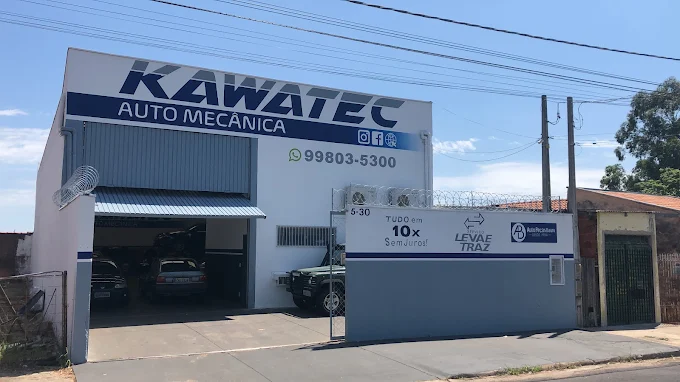 KAWATEC
AUTO MECÂNICA
99803-5300
5-30
TUDO em
10x
Sem Juros!
LEVA E
TRAZ